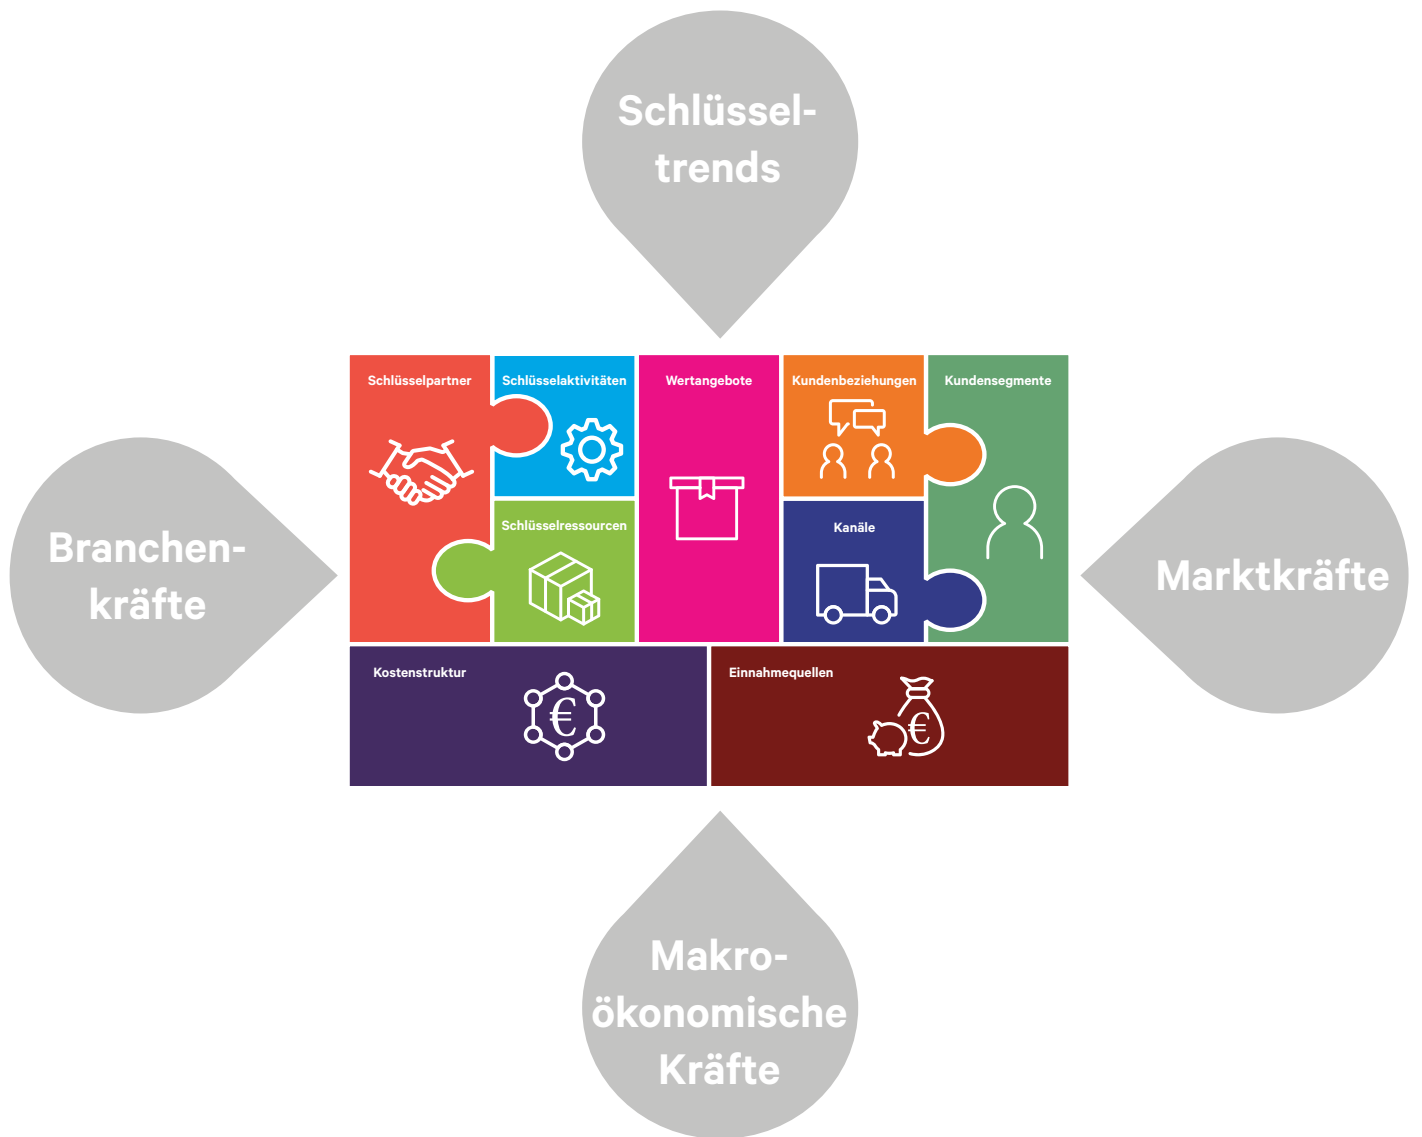 Schlüssel-
trends
Schlüsselpartner
Schlüsselaktivitäten
Wertangebote
Kundenbeziehungen
Kundensegmente
Schlüsselressourcen
Kanäle
Branchen-
kräfte
Marktkräfte
Kostenstruktur
€
Einnahmequellen
€
Makro-
ökonomische
Kräfte